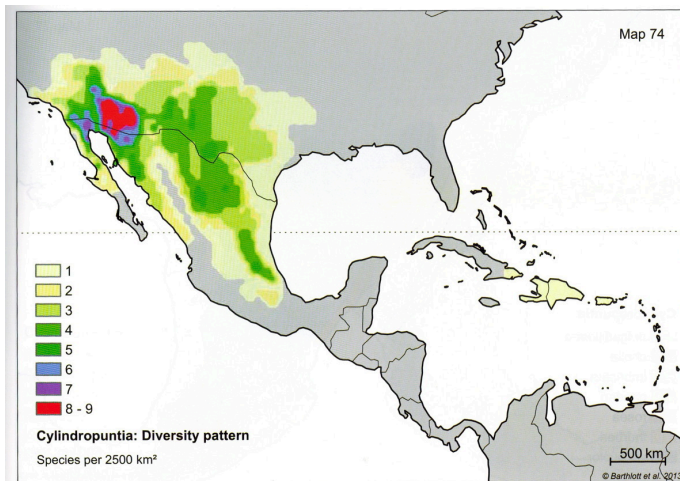 Map 74
1
2
3
4
5
6
7
8 - 9
Cylindropuntia: Diversity pattern
Species per 2500 km²
500 km
© Barthlott et al. 2013